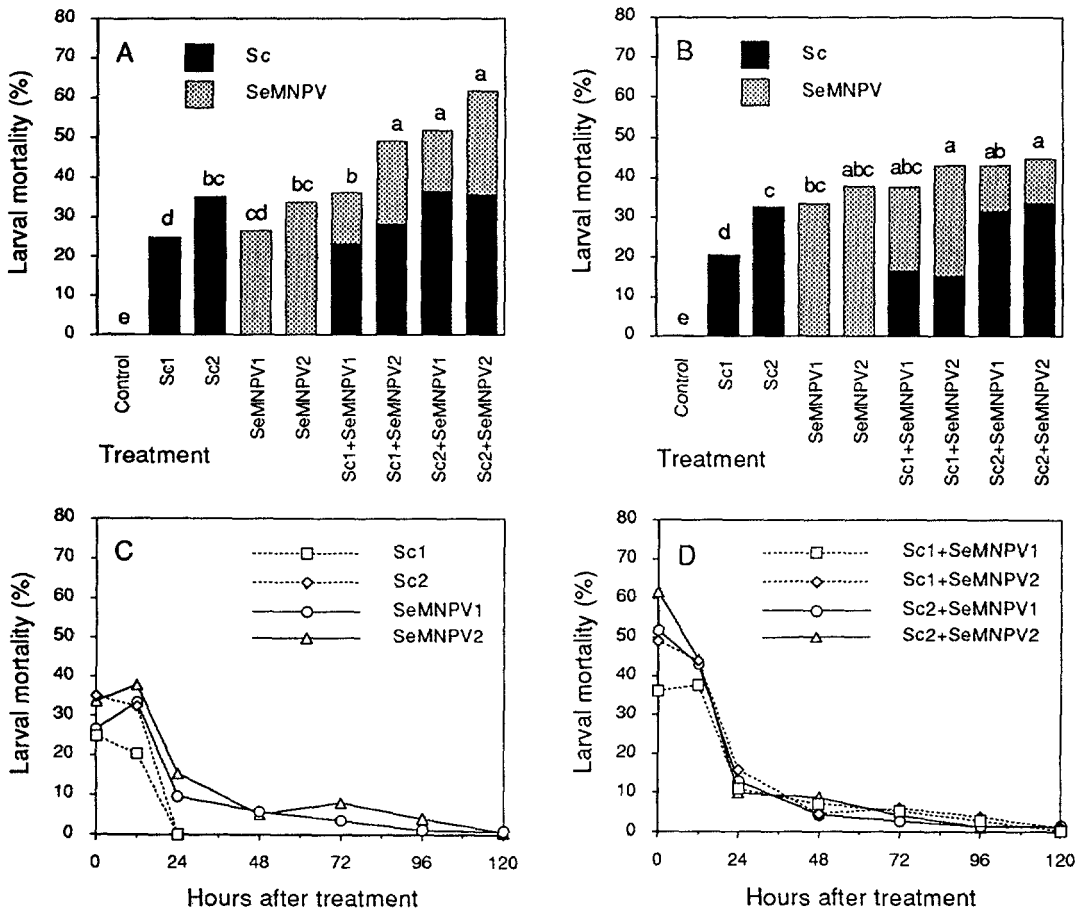 A
Larval mortality (%)
80
70
60
50
40
30
20
10
0
Sc
SeMNPV
e
d
bc
cd
bc
b
a
a
a
Control
Sc1
Sc2
SeMNPV1
SeMNPV2
Sc1+SeMNPV1
Sc1+SeMNPV2
Sc2+SeMNPV1
Sc2+SeMNPV2
Treatment
B
Larval mortality (%)
80
70
60
50
40
30
20
10
0
Sc
SeMNPV
e
d
c
bc
abc
abc
a
ab
a
Control
Sc1
Sc2
SeMNPV1
SeMNPV2
Sc1+SeMNPV1
Sc1+SeMNPV2
Sc2+SeMNPV1
Sc2+SeMNPV2
Treatment
C
Larval mortality (%)
80
70
60
50
40
30
20
10
0
Sc1
Sc2
SeMNPV1
SeMNPV2
0 24 48 72 96 120
Hours after treatment
D
Larval mortality (%)
80
70
60
50
40
30
20
10
0
Sc1+SeMNPV1
Sc1+SeMNPV2
Sc2+SeMNPV1
Sc2+SeMNPV2
0 24 48 72 96 120
Hours after treatment